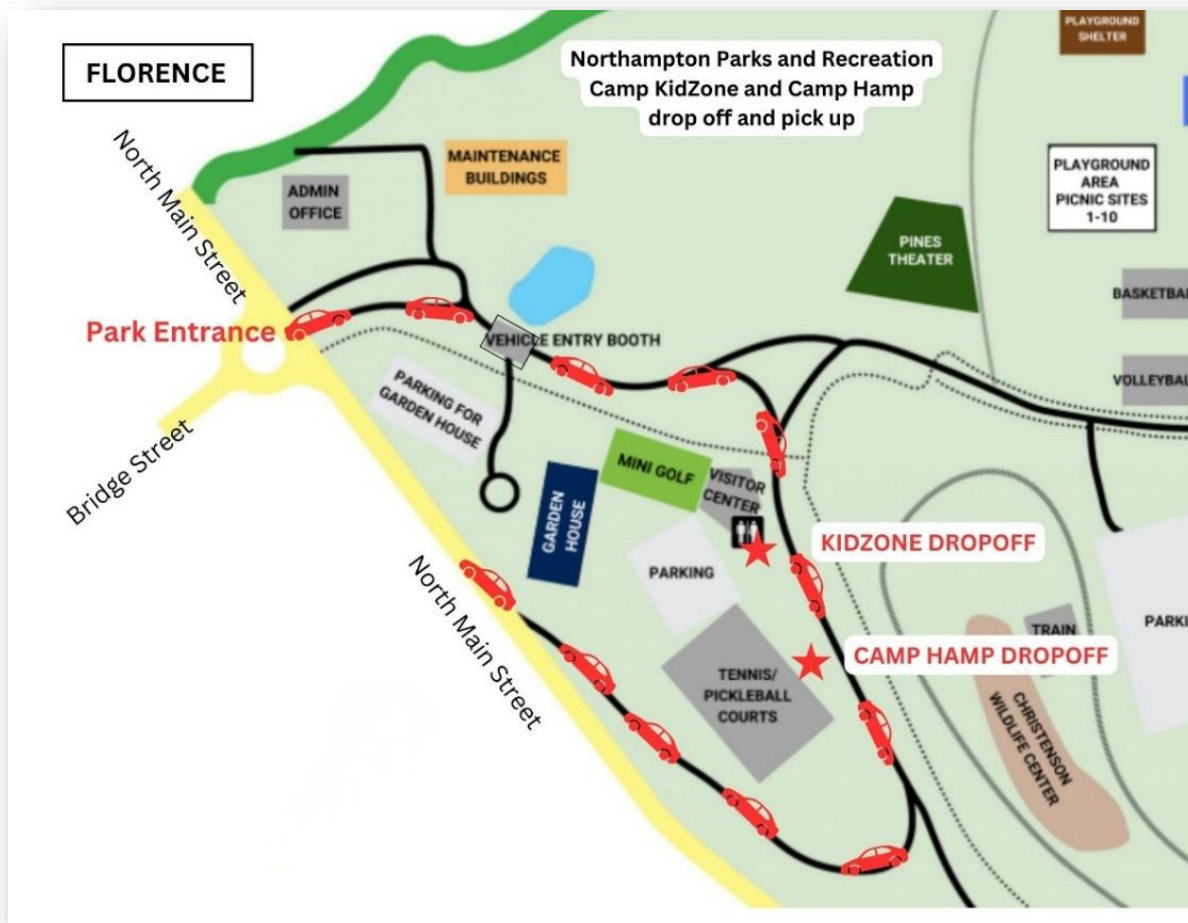 FLORENCE
Northampton Parks and Recreation
Camp KidZone and Camp Hamp
drop off and pick up
PLAYGROUND
SHELTER
North Main Street
ADMIN
OFFICE
MAINTENANCE
BUILDINGS
PLAYGROUND
AREA
PICNIC SITES
1-10
PINES
THEATER
BASKETBAL
Park Entrance
VEHICLE ENTRY BOOTH
VOLLEYBAL
PARKING FOR
GARDEN HOUSE
Bridge Street
MINI GOLF
VISITOR
CENTER
GARDEN
HOUSE
KIDZONE DROPOFF
PARKING
North Main Street
TRAIN
PARKI
CAMP HAMP DROPOFF
TENNIS/
PICKLEBALL
COURTS
CHRISTENSON
WILDLIFE CENTER